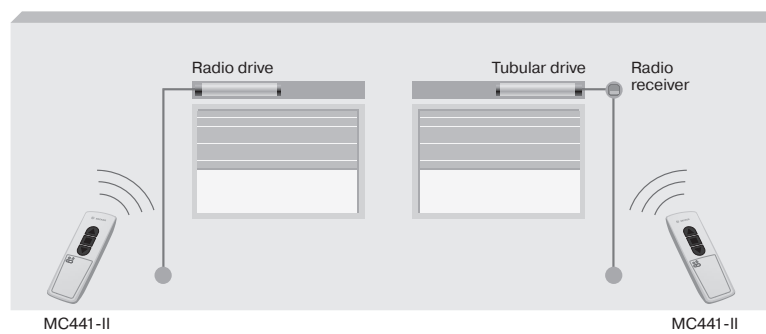 Radio drive
Tubular drive
Radio
receiver
MC441-II
MC441-II